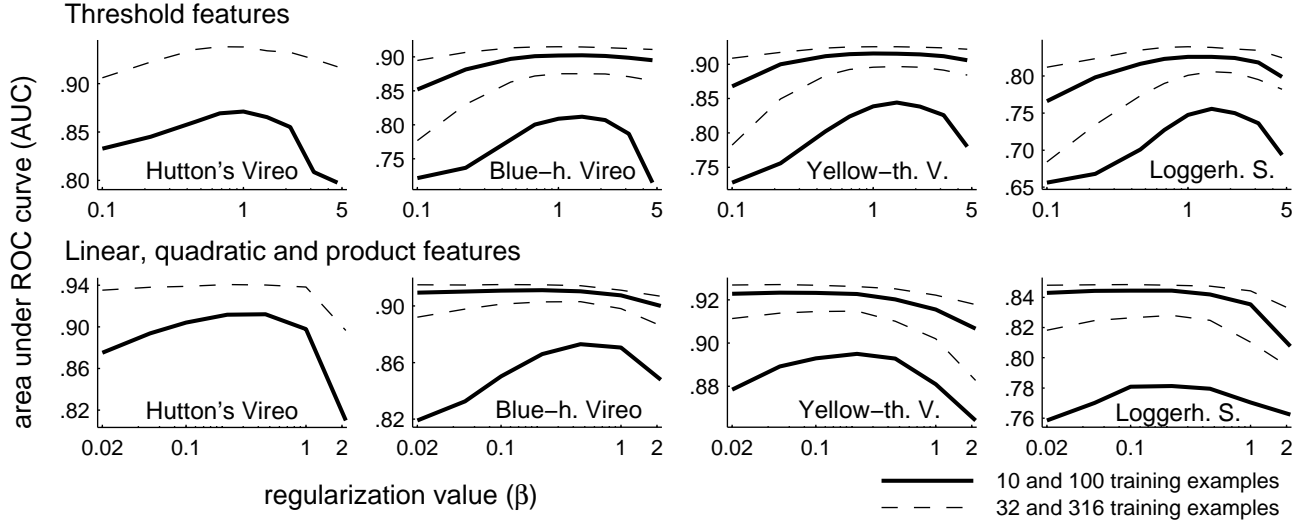 Threshold features
area under ROC curve (AUC)
.90
.85
.80
Hutton's Vireo
0.1 1 5
.90
.85
.80
.75
Blue−h. Vireo
0.1 1 5
.90
.85
.80
.75
Yellow−th. V.
0.1 1 5
.80
.75
.70
.65
Loggerh. S.
0.1 1 5
Linear, quadratic and product features
.94
.90
.86
.82
Hutton's Vireo
0.02 0.1 1 2
.90
.86
.82
Blue−h. Vireo
0.02 0.1 1 2
.92
.90
.88
Yellow−th. V.
0.02 0.1 1 2
.84
.82
.80
.78
.76
Loggerh. S.
0.02 0.1 1 2
regularization value (β)
10 and 100 training examples
32 and 316 training examples